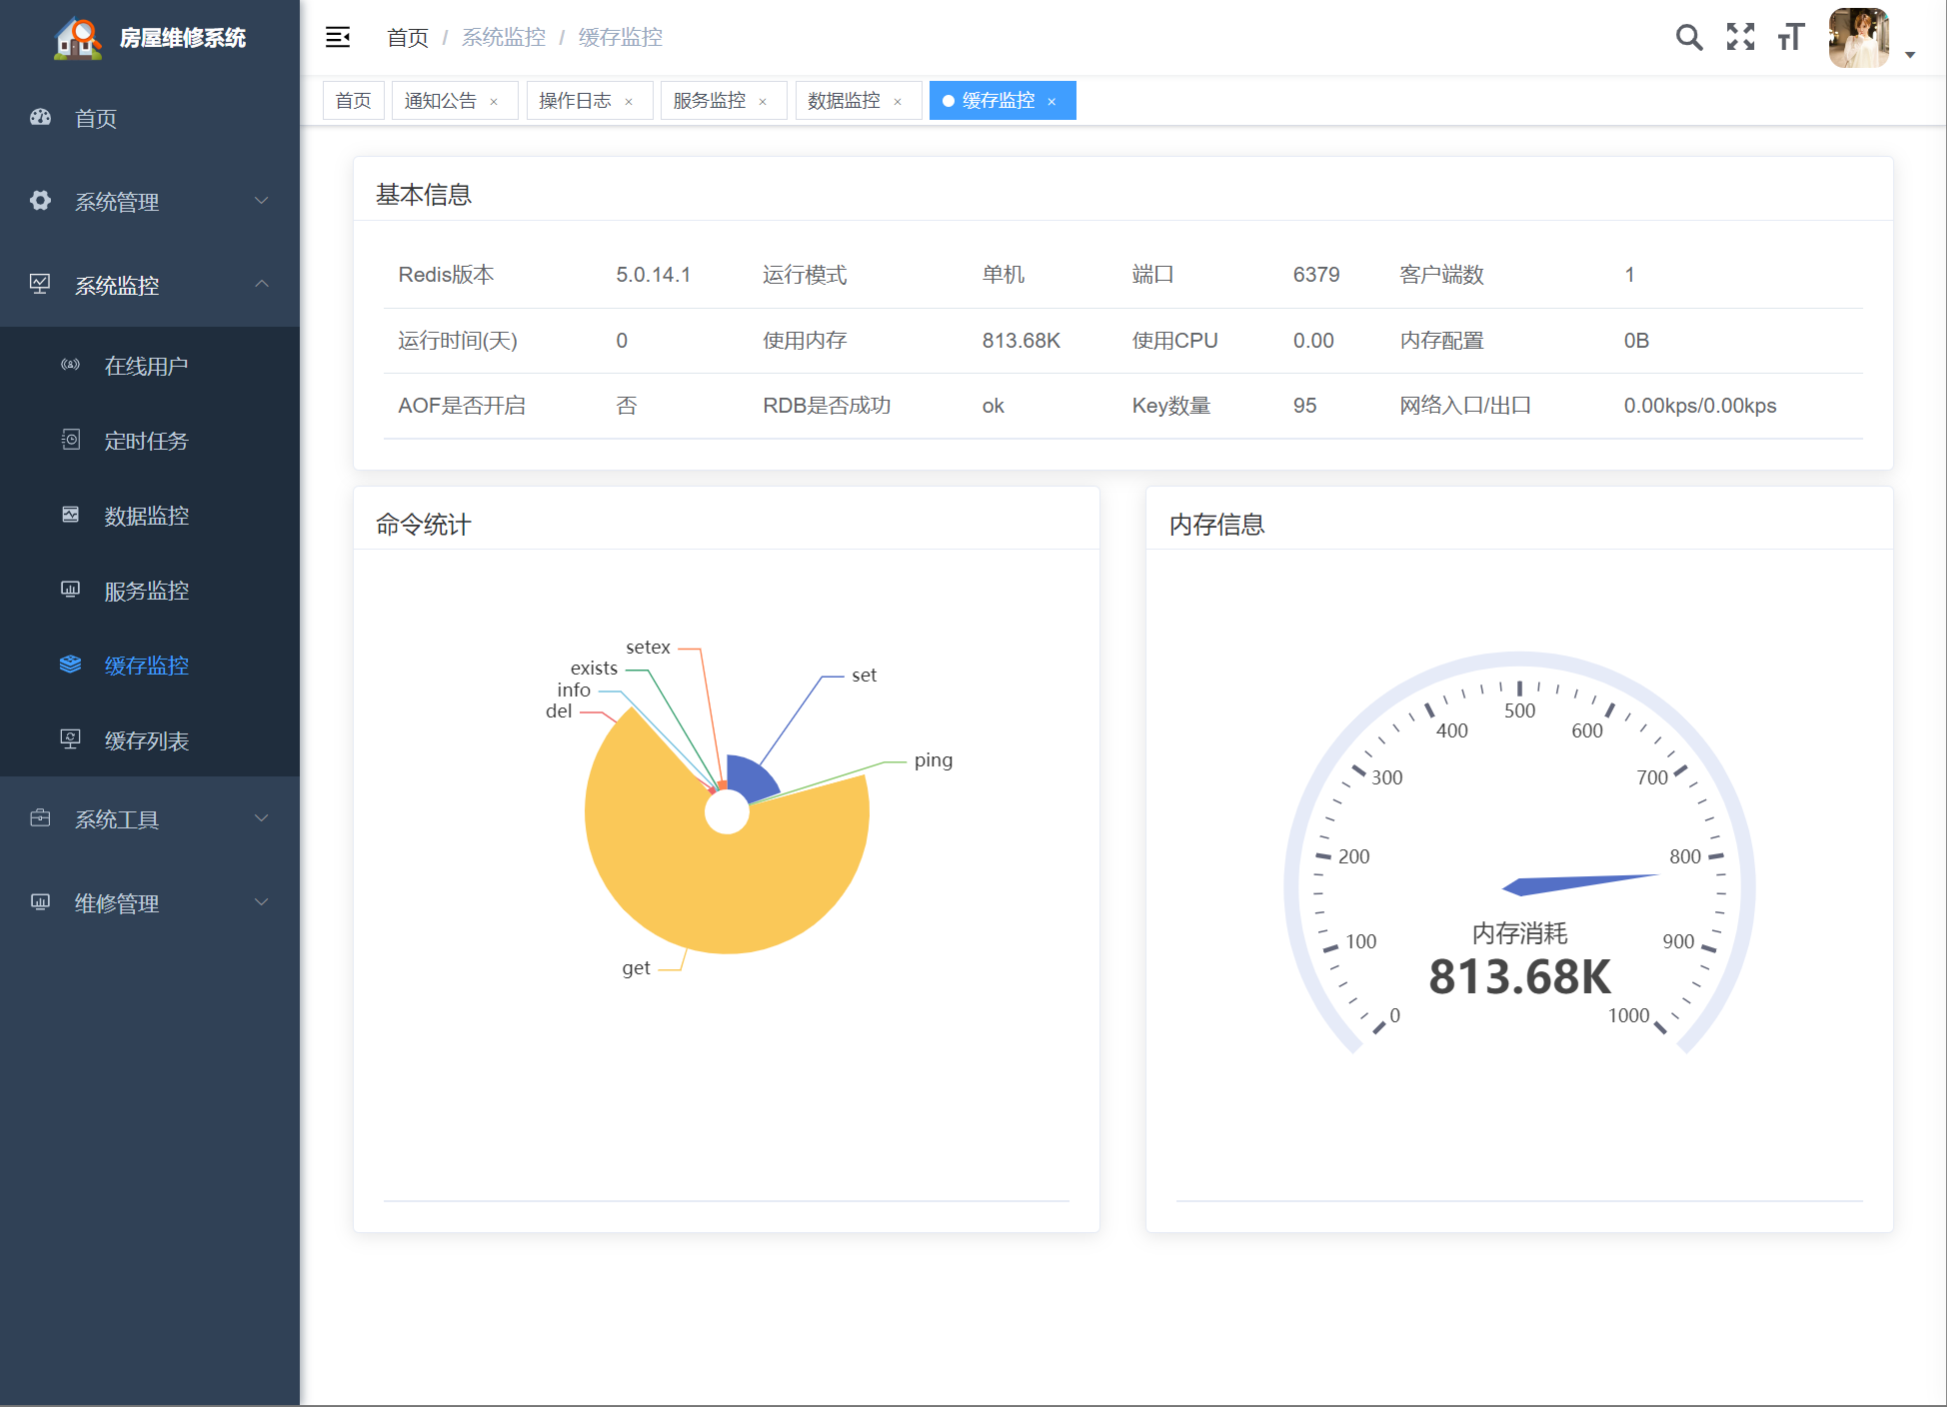 房屋维修系统
首页
系统管理
系统监控
在线用户
定时任务
数据监控
服务监控
缓存监控
缓存列表
系统工具
维修管理
首页 / 系统监控 / 缓存监控
首页 通知公告 × 操作日志 × 服务监控 × 数据监控 × 缓存监控 ×
基本信息
Redis版本 5.0.14.1 运行模式 单机 端口 6379 客户端数 1
运行时间(天) 0 使用内存 813.68K 使用CPU 0.00 内存配置 0B
AOF是否开启 否 RDB是否成功 ok Key数量 95 网络入口/出口 0.00kps/0.00kps
命令统计
setex
exists
info
del
set
ping
get
内存信息
0
100
200
300
400
500
600
700
800
900
1000
内存消耗
813.68K